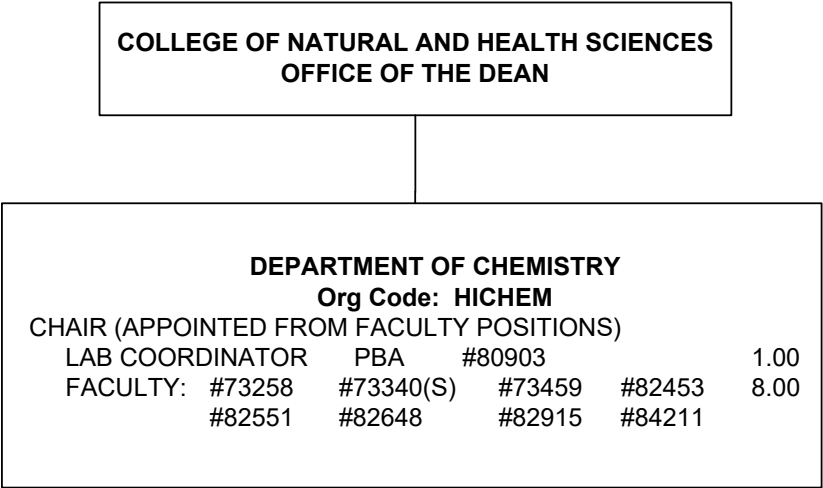 COLLEGE OF NATURAL AND HEALTH SCIENCES
OFFICE OF THE DEAN
DEPARTMENT OF CHEMISTRY
Org Code: HICHEM
CHAIR (APPOINTED FROM FACULTY POSITIONS)
LAB COORDINATOR PBA #80903 1.00
FACULTY: #73258 #73340(S) #73459 #82453 8.00
#82551 #82648 #82915 #84211